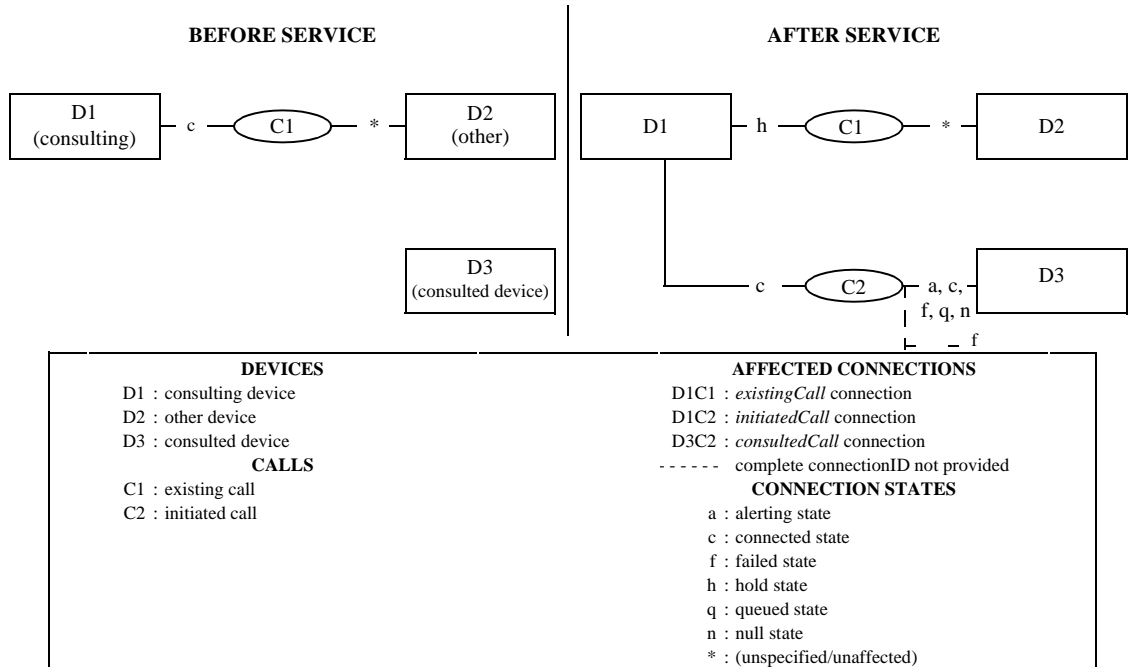 BEFORE SERVICE
AFTER SERVICE
D1
(consulting)
c
C1
*
D2
(other)
D1
h
C1
*
D2
D3
(consulted device)
c
C2
a, c,
f, q, n
D3
f
DEVICES
D1 : consulting device
D2 : other device
D3 : consulted device
CALLS
C1 : existing call
C2 : initiated call
AFFECTED CONNECTIONS
D1C1 : existingCall connection
D1C2 : initiatedCall connection
D3C2 : consultedCall connection
- - - - - - complete connectionID not provided
CONNECTION STATES
a : alerting state
c : connected state
f : failed state
h : hold state
q : queued state
n : null state
* : (unspecified/unaffected)